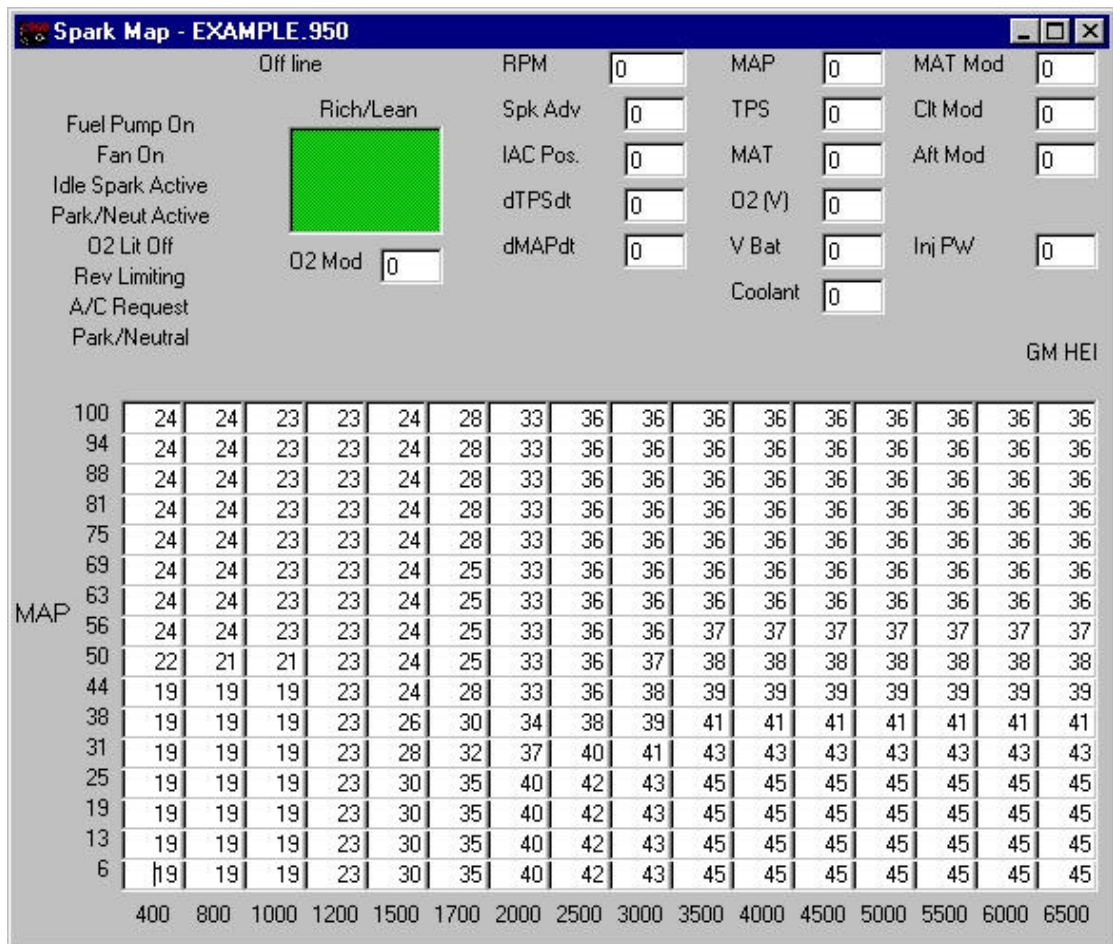 Spark Map - EXAMPLE.950
Off line RPM 0 MAP 0 MAT Mod 0
Rich/Lean Spk Adv 0 TPS 0 Clt Mod 0
Fuel Pump On
Fan On IAC Pos. 0 MAT 0 Aft Mod 0
Idle Spark Active
Park/Neut Active dTPSdt 0 O2 (V) 0
O2 Lit Off O2 Mod 0 dMAPdt 0 V Bat 0 Inj PW 0
Rev Limiting
A/C Request Coolant 0
Park/Neutral
GM HEI
100 24 24 23 23 24 28 33 36 36 36 36 36 36 36 36 36
94 24 24 23 23 24 28 33 36 36 36 36 36 36 36 36 36
88 24 24 23 23 24 28 33 36 36 36 36 36 36 36 36 36
81 24 24 23 23 24 28 33 36 36 36 36 36 36 36 36 36
75 24 24 23 23 24 28 33 36 36 36 36 36 36 36 36 36
69 24 24 23 23 24 25 33 36 36 36 36 36 36 36 36 36
63 24 24 23 23 24 25 33 36 36 36 36 36 36 36 36 36
MAP
56 24 24 23 23 24 25 33 36 36 37 37 37 37 37 37 37
50 22 21 21 23 24 25 33 36 37 38 38 38 38 38 38 38
44 19 19 19 23 24 28 33 36 38 39 39 39 39 39 39 39
38 19 19 19 23 26 30 34 38 39 41 41 41 41 41 41 41
31 19 19 19 23 28 32 37 40 41 43 43 43 43 43 43 43
25 19 19 19 23 30 35 40 42 43 45 45 45 45 45 45 45
19 19 19 19 23 30 35 40 42 43 45 45 45 45 45 45 45
13 19 19 19 23 30 35 40 42 43 45 45 45 45 45 45 45
6 19 19 19 23 30 35 40 42 43 45 45 45 45 45 45 45
400 800 1000 1200 1500 1700 2000 2500 3000 3500 4000 4500 5000 5500 6000 6500